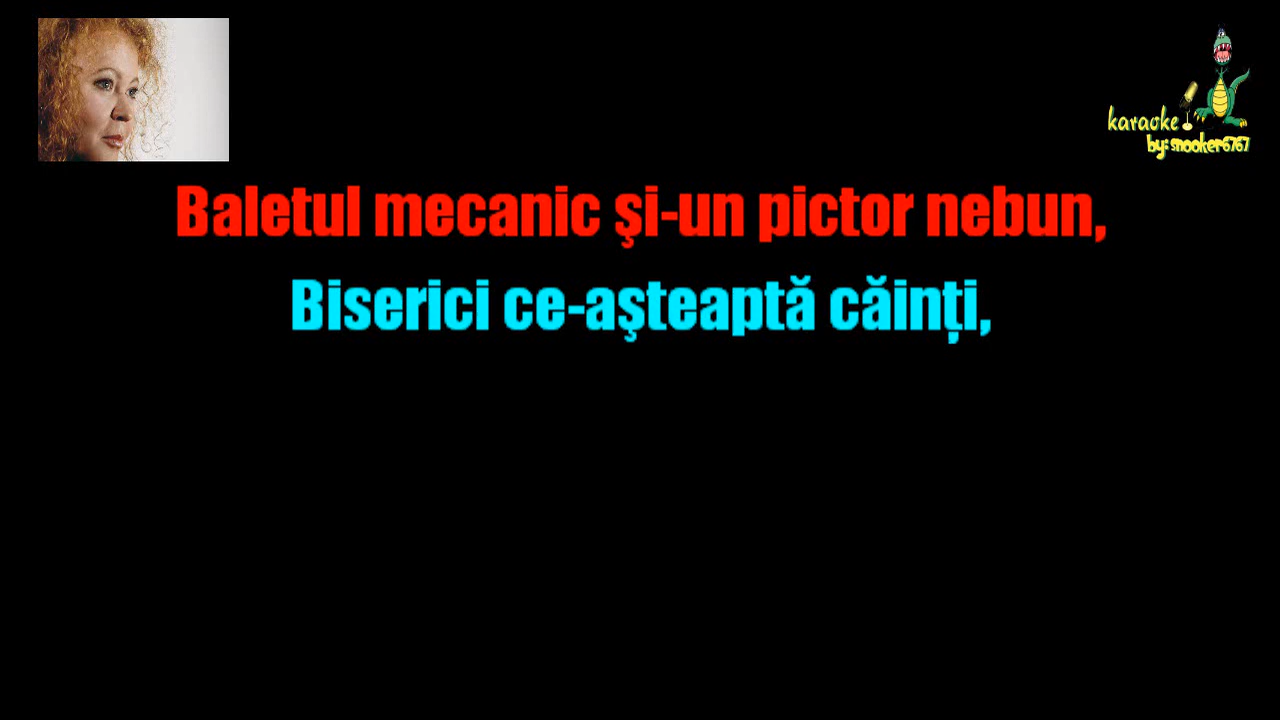 karaoke
by: snooker6767
Baletul mecanic şi-un pictor nebun,
Biserici ce-aşteaptă căinţi,